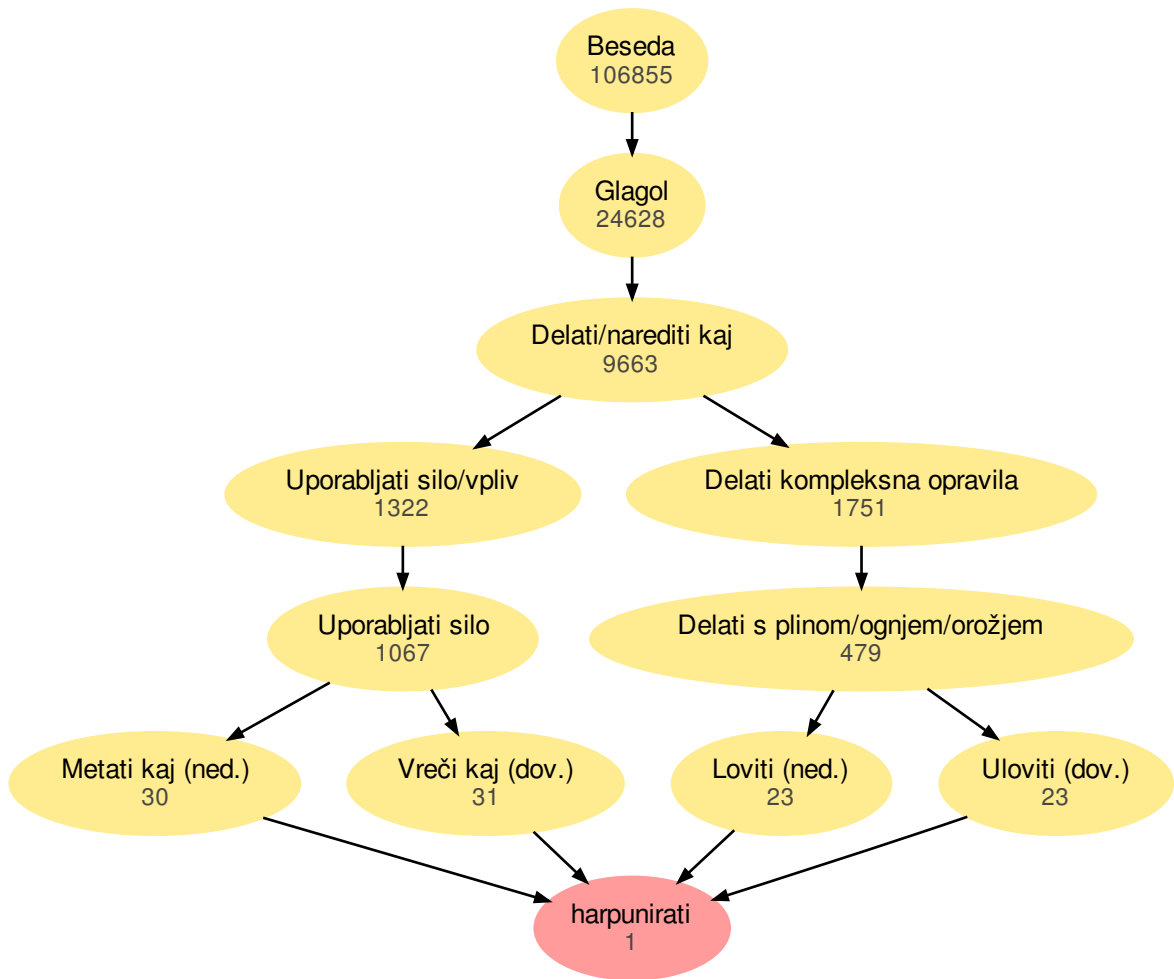 Beseda
106855
Glagol
24628
Delati/narediti kaj
9663
Uporabljati silo/vpliv
1322
Delati kompleksna opravila
1751
Uporabljati silo
1067
Delati s plinom/ognjem/orožjem
479
Metati kaj (ned.)
30
Vreči kaj (dov.)
31
Loviti (ned.)
23
Uloviti (dov.)
23
harpunirati
1